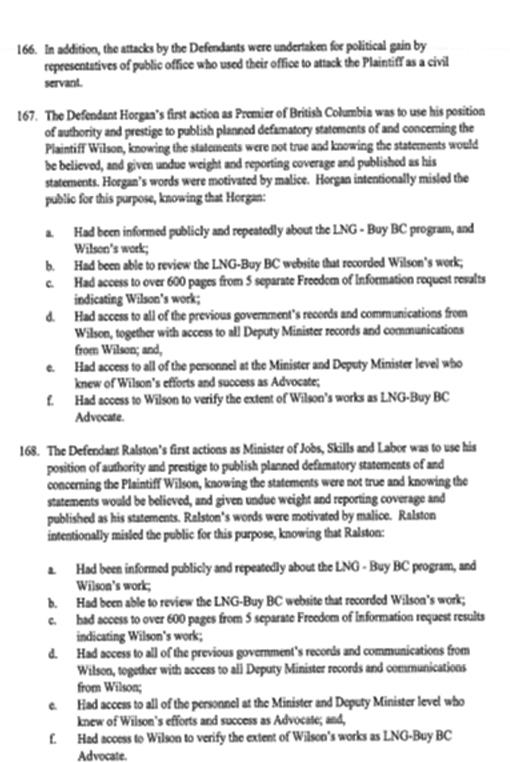 166. In addition, the attacks by the Defendants were undertaken for political gain by
representatives of public office who used their office to attack the Plaintiff as a civil
servant.
167. The Defendant Horgan's first action as Premier of British Columbia was to use his position
of authority and prestige to publish planned defamatory statements of and concerning the
Plaintiff Wilson, knowing the statements were not true and knowing the statements would
be believed, and given undue weight and reporting coverage and published as his
statements. Horgan's words were motivated by malice. Horgan intentionally misled the
public for this purpose, knowing that Horgan:
a. Had been informed publicly and repeatedly about the LNG - Buy BC program, and
Wilson's work;
b. Had been able to review the LNG-Buy BC website that recorded Wilson's work;
c. Had access to over 600 pages from 5 separate Freedom of Information request results
indicating Wilson's work;
d. Had access to all of the previous government's records and communications from
Wilson, together with access to all Deputy Minister records and communications
from Wilson; and,
e. Had access to all of the personnel at the Minister and Deputy Minister level who
knew of Wilson's efforts and success as Advocate;
f. Had access to Wilson to verify the extent of Wilson's works as LNG-Buy BC
Advocate.
168. The Defendant Ralston's first actions as Minister of Jobs, Skills and Labor was to use his
position of authority and prestige to publish planned defamatory statements of and
concerning the Plaintiff Wilson, knowing the statements were not true and knowing the
statements would be believed, and given undue weight and reporting coverage and
published as his statements. Ralston's words were motivated by malice. Ralston
intentionally misled the public for this purpose, knowing that Ralston:
a. Had been informed publicly and repeatedly about the LNG - Buy BC program, and
Wilson's work;
b. Had been able to review the LNG-Buy BC website that recorded Wilson's work;
c. had access to over 600 pages from 5 separate Freedom of Information request results
indicating Wilson's work;
d. Had access to all of the previous government's records and communications from
Wilson, together with access to all Deputy Minister records and communications
from Wilson;
e. Had access to all of the personnel at the Minister and Deputy Minister level who
knew of Wilson's efforts and success as Advocate; and,
f. Had access to Wilson to verify the extent of Wilson's works as LNG-Buy BC
Advocate.